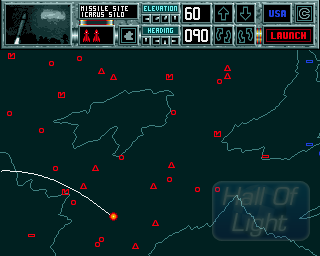 MISSILE SITE
ICARUS SILO
ELEVATION
60
USA
C
HEADING
090
LAUNCH
Hall Of
Light